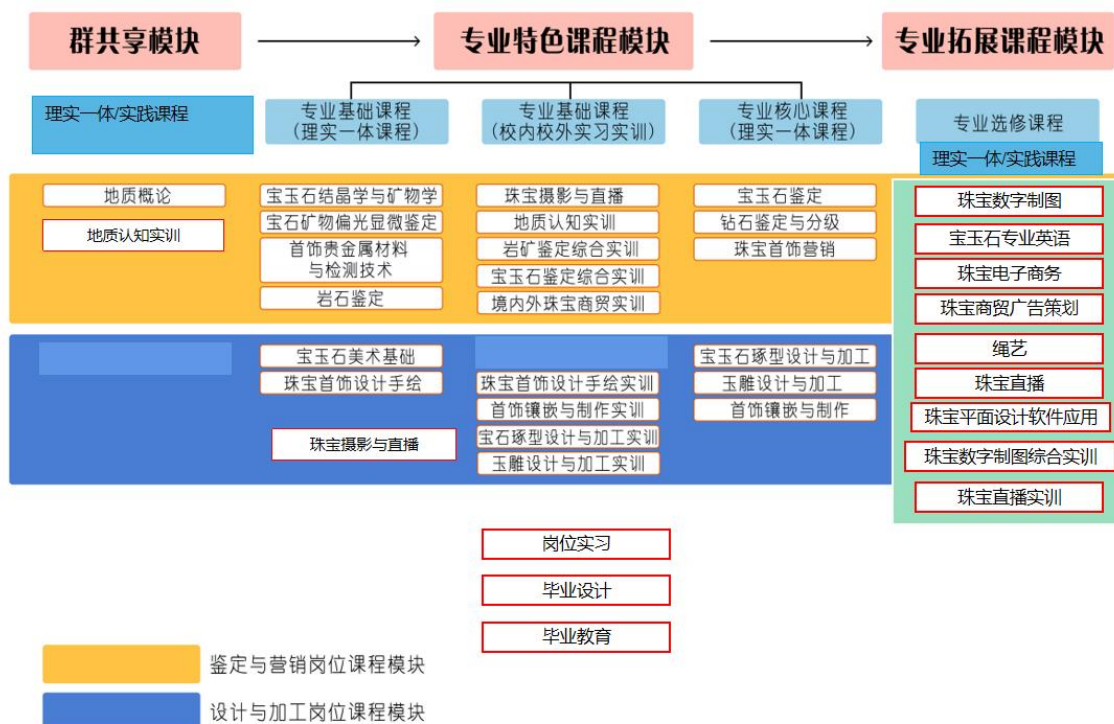 群共享模块
专业特色课程模块
专业拓展课程模块
理实一体/实践课程
专业基础课程
(理实一体课程)
专业基础课程
(校内校外实习实训)
专业核心课程
(理实一体课程)
专业选修课程
理实一体/实践课程
地质概论
地质认知实训
宝玉石结晶学与矿物学
宝石矿物偏光显微鉴定
首饰贵金属材料
与检测技术
岩石鉴定
珠宝摄影与直播
地质认知实训
岩矿鉴定综合实训
宝玉石鉴定综合实训
境内外珠宝商贸实训
宝玉石鉴定
钻石鉴定与分级
珠宝首饰营销
宝玉石美术基础
珠宝首饰设计手绘
珠宝摄影与直播
珠宝首饰设计手绘实训
首饰镶嵌与制作实训
宝石琢型设计与加工实训
玉雕设计与加工实训
宝玉石琢型设计与加工
玉雕设计与加工
首饰镶嵌与制作
珠宝数字制图
宝玉石专业英语
珠宝电子商务
珠宝商贸广告策划
绳艺
珠宝直播
珠宝平面设计软件应用
珠宝数字制图综合实训
珠宝直播实训
岗位实习
毕业设计
毕业教育
鉴定与营销岗位课程模块
设计与加工岗位课程模块